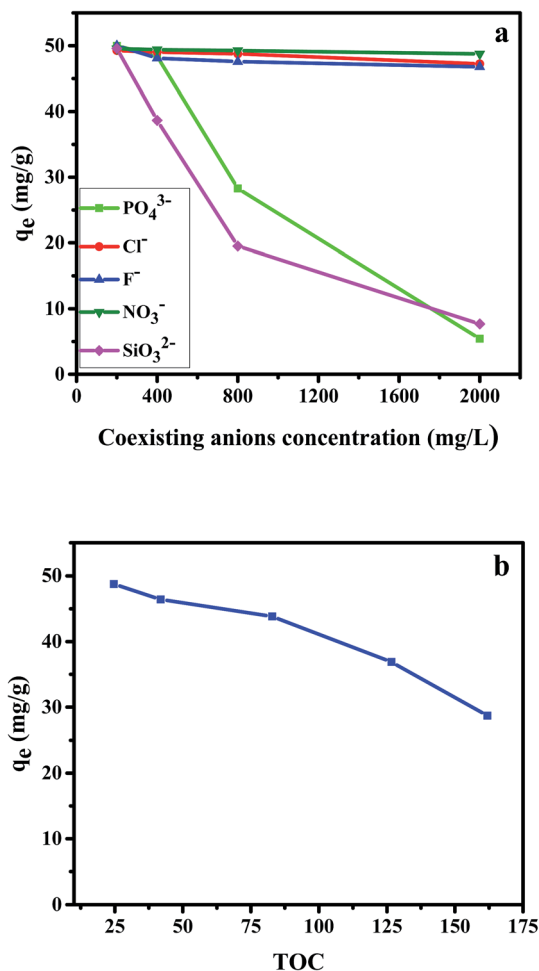 a
50
40
30
20
10
0
qe (mg/g)
PO₄³⁻
Cl⁻
F⁻
NO₃⁻
SiO₃²⁻
0 400 800 1200 1600 2000
Coexisting anions concentration (mg/L)
b
50
40
30
20
10
0
qe (mg/g)
25 50 75 100 125 150 175
TOC